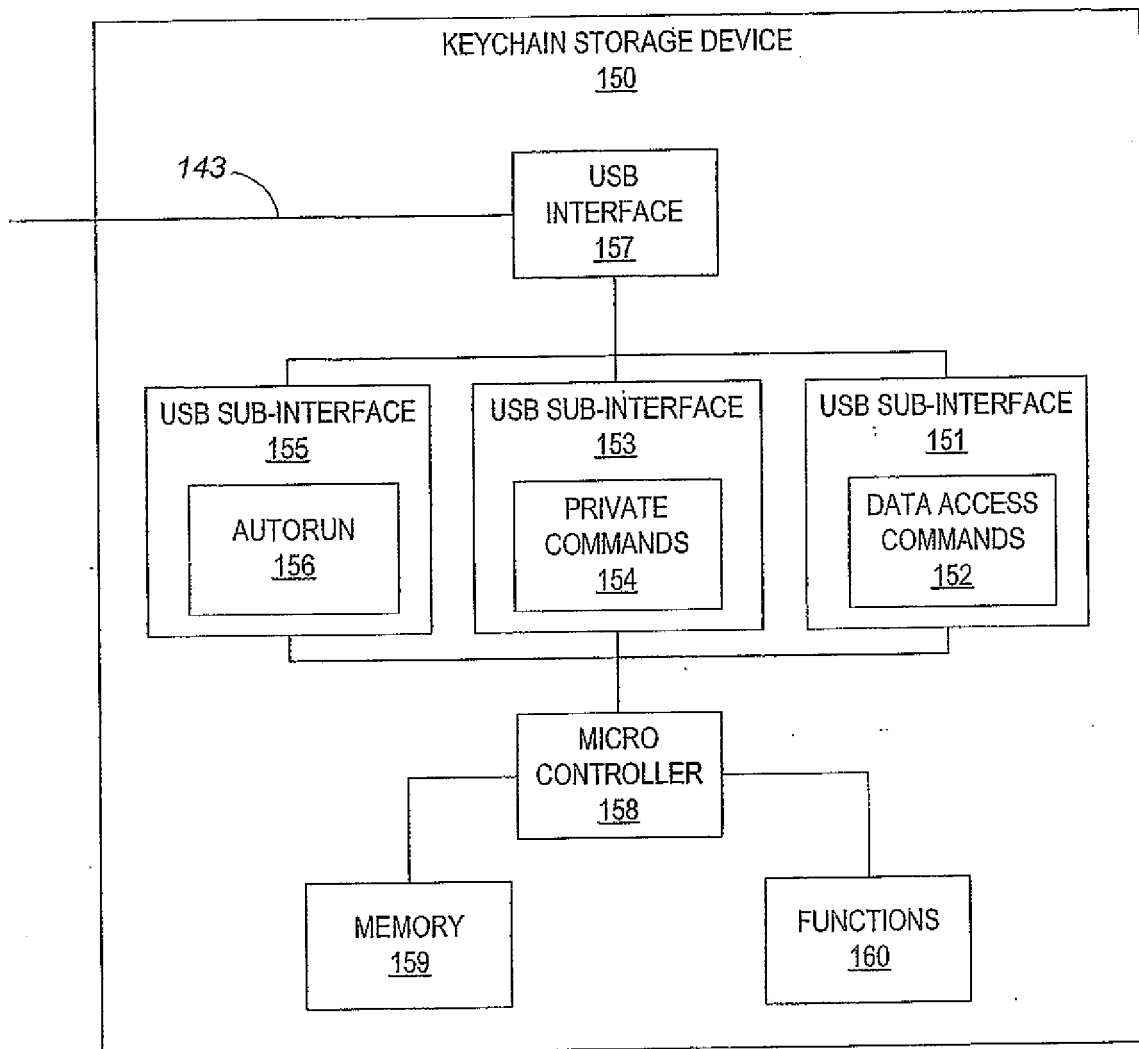 KEYCHAIN STORAGE DEVICE
150
143
USB
INTERFACE
157
USB SUB-INTERFACE
155
AUTORUN
156
USB SUB-INTERFACE
153
PRIVATE
COMMANDS
154
USB SUB-INTERFACE
151
DATA ACCESS
COMMANDS
152
MICRO
CONTROLLER
158
MEMORY
159
FUNCTIONS
160